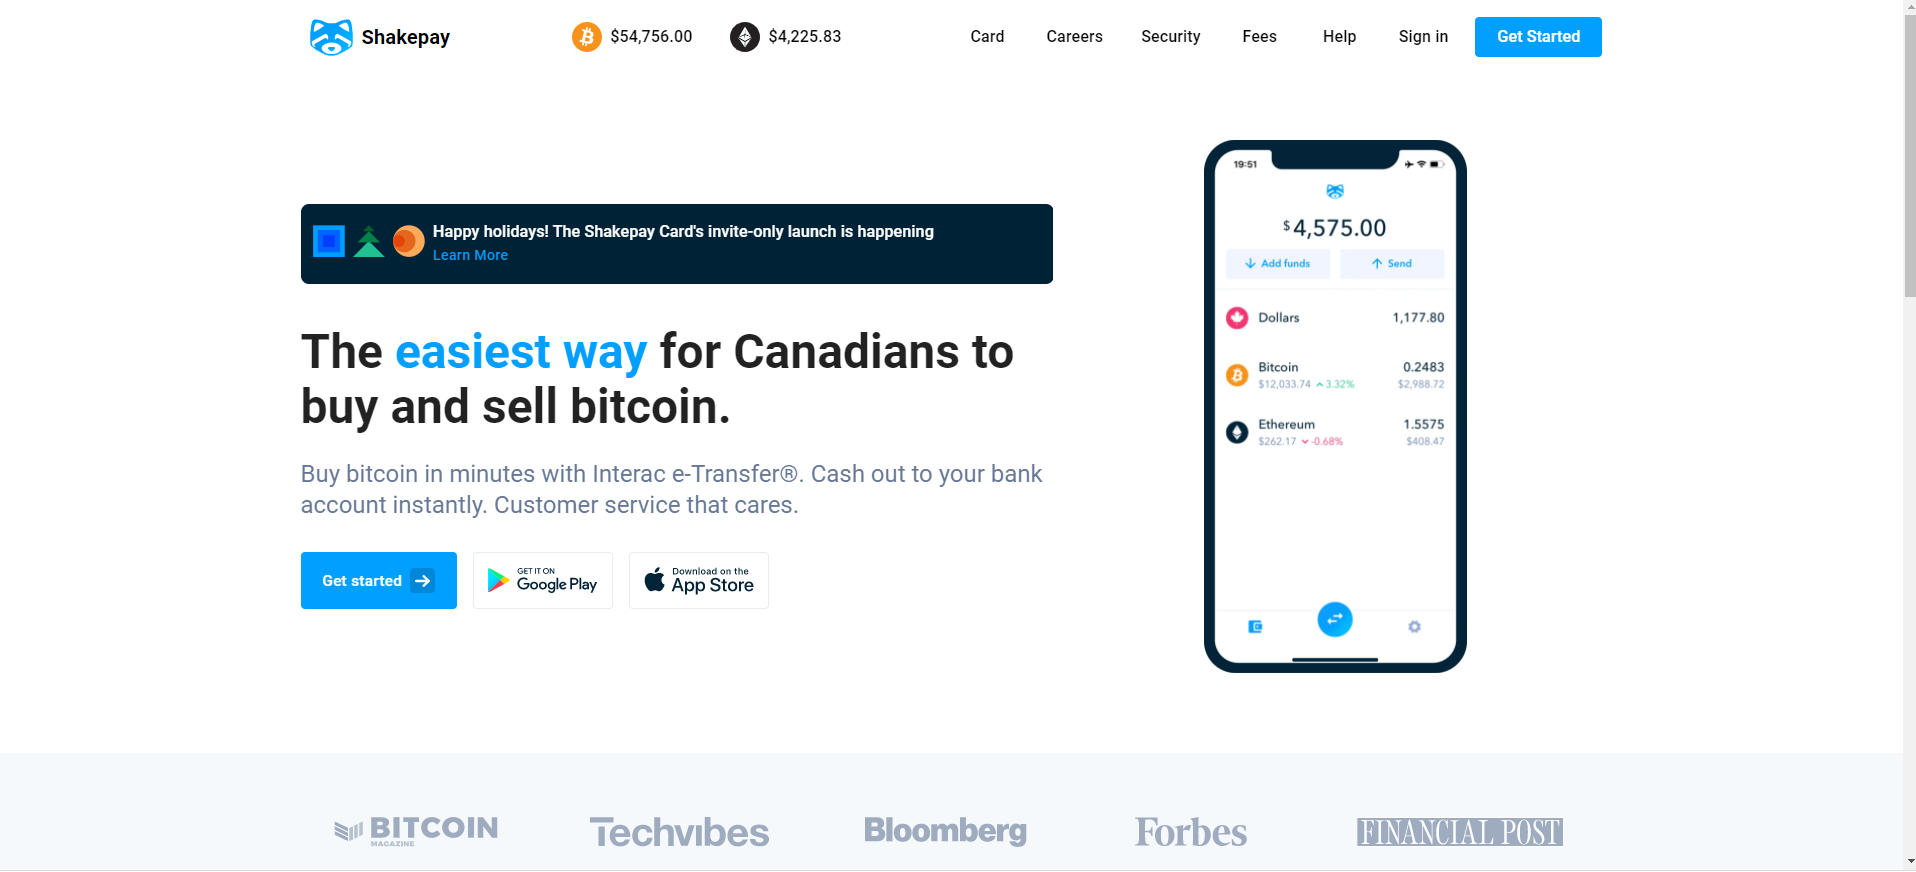 Shakepay
$54,756.00
$4,225.83
Card
Careers
Security
Fees
Help
Sign in
Get Started
Happy holidays! The Shakepay Card's invite-only launch is happening
Learn More
The easiest way for Canadians to
buy and sell bitcoin.
Buy bitcoin in minutes with Interac e-Transfer®. Cash out to your bank
account instantly. Customer service that cares.
Get started
GET IT ON
Google Play
Download on the
App Store
19:51
$4,575.00
Add funds
Send
Dollars
1,177.80
Bitcoin
0.2483
$12,033.74
3.32%
$2,988.72
Ethereum
1.5575
$262.17
-0.68%
$408.47
BITCOIN
MAGAZINE
Techvibes
Bloomberg
Forbes
FINANCIAL POST